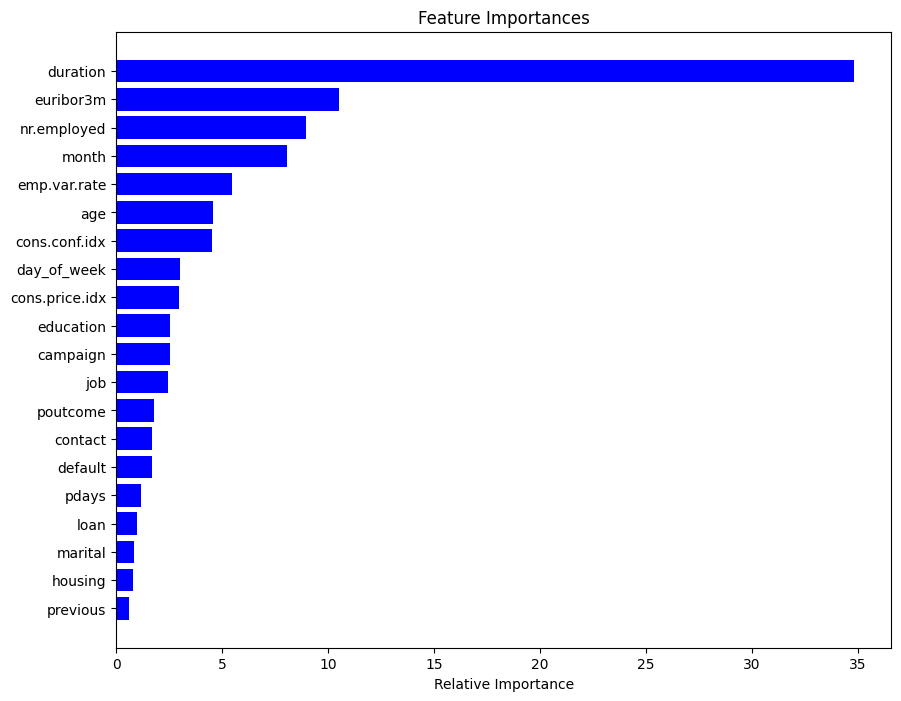 Feature Importances
duration
euribor3m
nr.employed
month
emp.var.rate
age
cons.conf.idx
day_of_week
cons.price.idx
education
campaign
job
poutcome
contact
default
pdays
loan
marital
housing
previous
0 5 10 15 20 25 30 35
Relative Importance